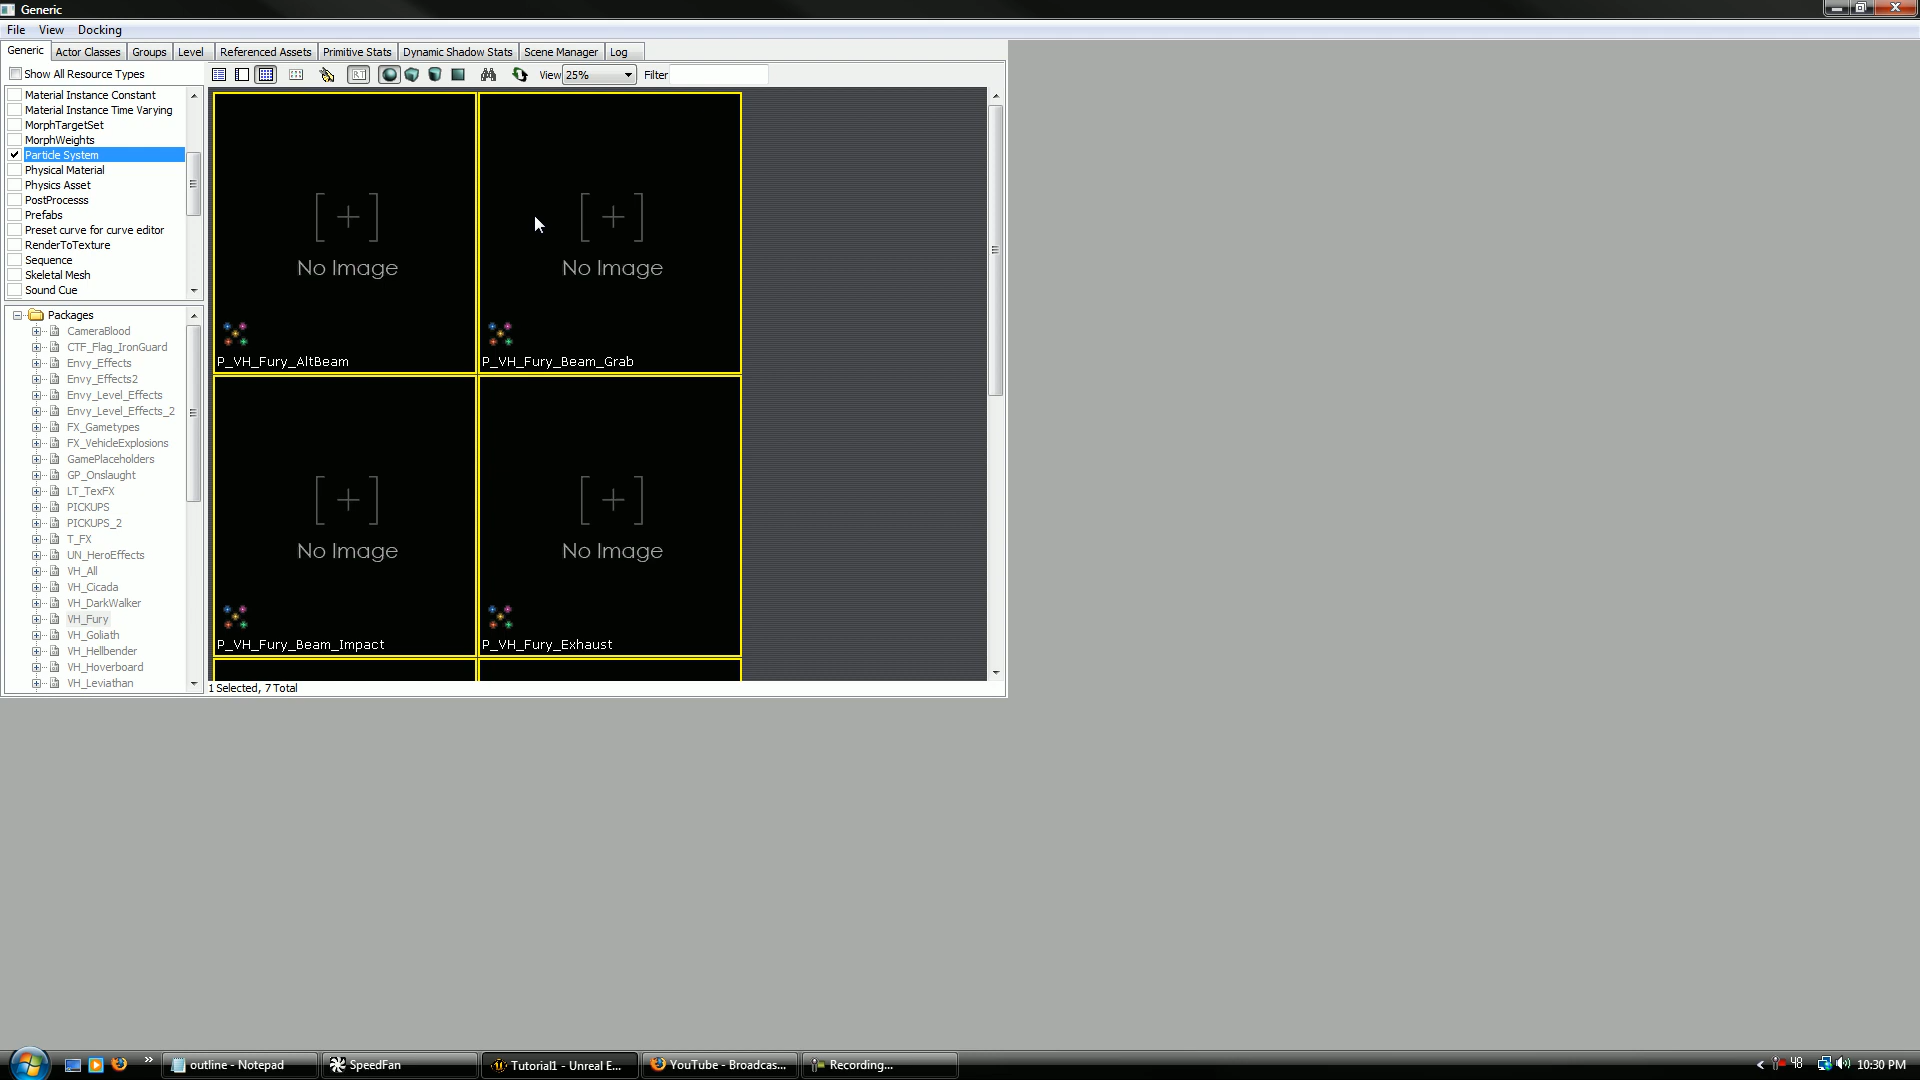 Generic
File View Docking
Generic Actor Classes Groups Level Referenced Assets Primitive Stats Dynamic Shadow Stats Scene Manager Log
Show All Resource Types
RT
View 25% Filter
Material Instance Constant
Material Instance Time Varying
MorphTargetSet
MorphWeights
Particle System
Physical Material
Physics Asset
PostProcesss
Prefabs
Preset curve for curve editor
RenderToTexture
Sequence
Skeletal Mesh
Sound Cue
Packages
CameraBlood
CTF_Flag_IronGuard
Envy_Effects
Envy_Effects2
Envy_Level_Effects
Envy_Level_Effects_2
FX_Gametypes
FX_VehicleExplosions
GamePlaceholders
GP_Onslaught
LT_TexFX
PICKUPS
PICKUPS_2
T_FX
UN_HeroEffects
VH_All
VH_Cicada
VH_DarkWalker
VH_Fury
VH_Goliath
VH_Hellbender
VH_Hoverboard
VH_Leviathan
No Image
P_VH_Fury_AltBeam
No Image
P_VH_Fury_Beam_Grab
No Image
P_VH_Fury_Beam_Impact
No Image
P_VH_Fury_Exhaust
1 Selected, 7 Total
outline - Notepad
SpeedFan
Tutorial1 - Unreal E...
YouTube - Broadcas...
Recording...
48
10:30 PM